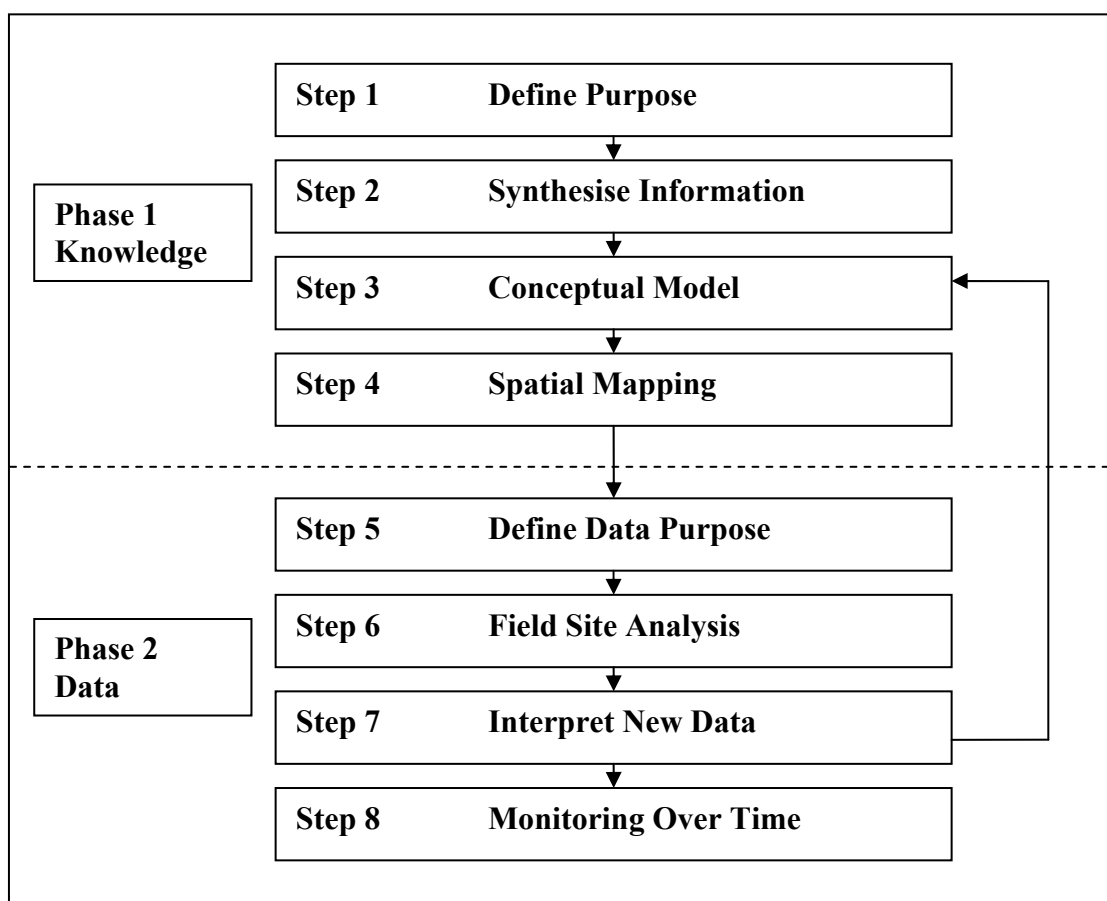 Step 1 Define Purpose
Step 2 Synthesise Information
Phase 1
Knowledge
Step 3 Conceptual Model
Step 4 Spatial Mapping
Step 5 Define Data Purpose
Step 6 Field Site Analysis
Phase 2
Data
Step 7 Interpret New Data
Step 8 Monitoring Over Time